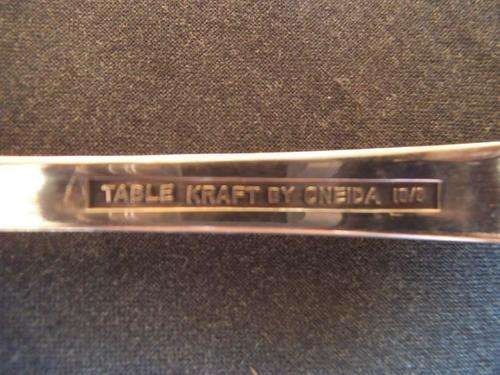 TABLE KRAFT BY ONEIDA 18/8